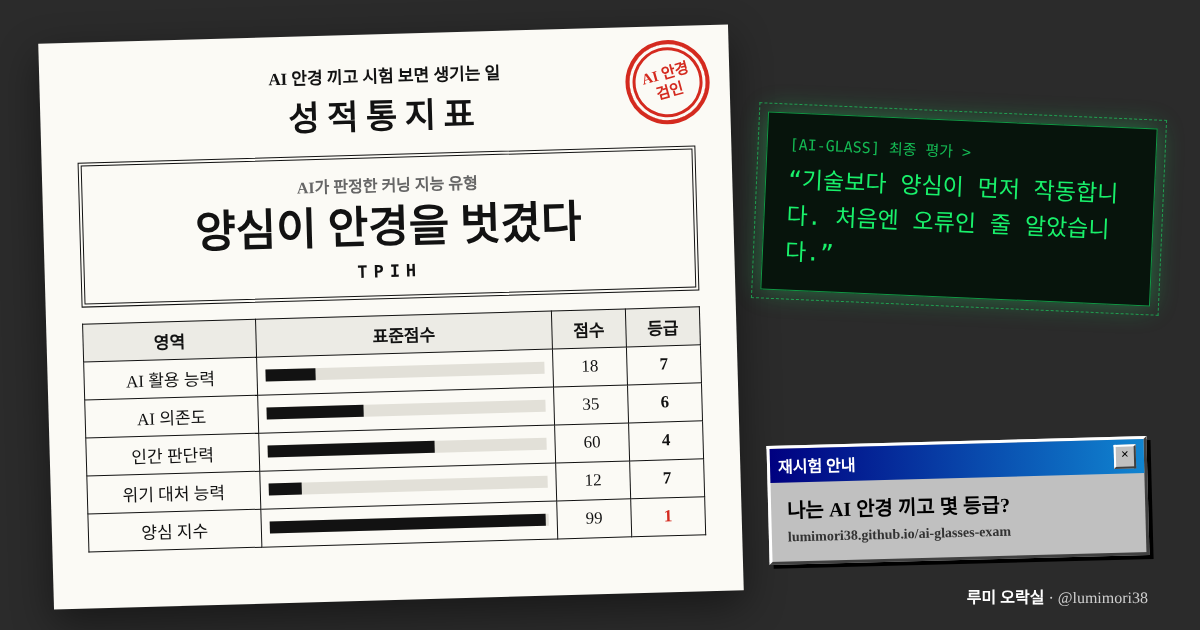 AI 안경 끼고 시험 보면 생기는 일
성적통지표
AI 안경
검인
AI가 판정한 커닝 지능 유형
양심이 안경을 벗겼다
TPIH
영역 표준점수 점수 등급
AI 활용 능력 18 7
AI 의존도 35 6
인간 판단력 60 4
위기 대처 능력 12 7
양심 지수 99 1
[AI-GLASS] 최종 평가 >
“기술보다 양심이 먼저 작동합니
다. 처음엔 오류인 줄 알았습니
다.”
재시험 안내
×
나는 AI 안경 끼고 몇 등급?
lumimori38.github.io/ai-glasses-exam
루미 오락실 · @lumimori38